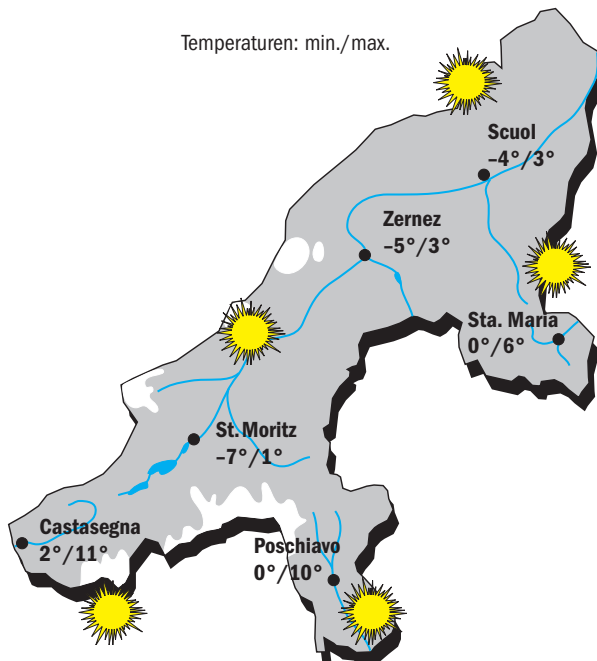 Temperaturen: min./max.
Scuol
–4°/3°
Zernez
–5°/3°
Sta. Maria
0°/6°
St. Moritz
–7°/1°
Castasegna
2°/11°
Poschiavo
0°/10°